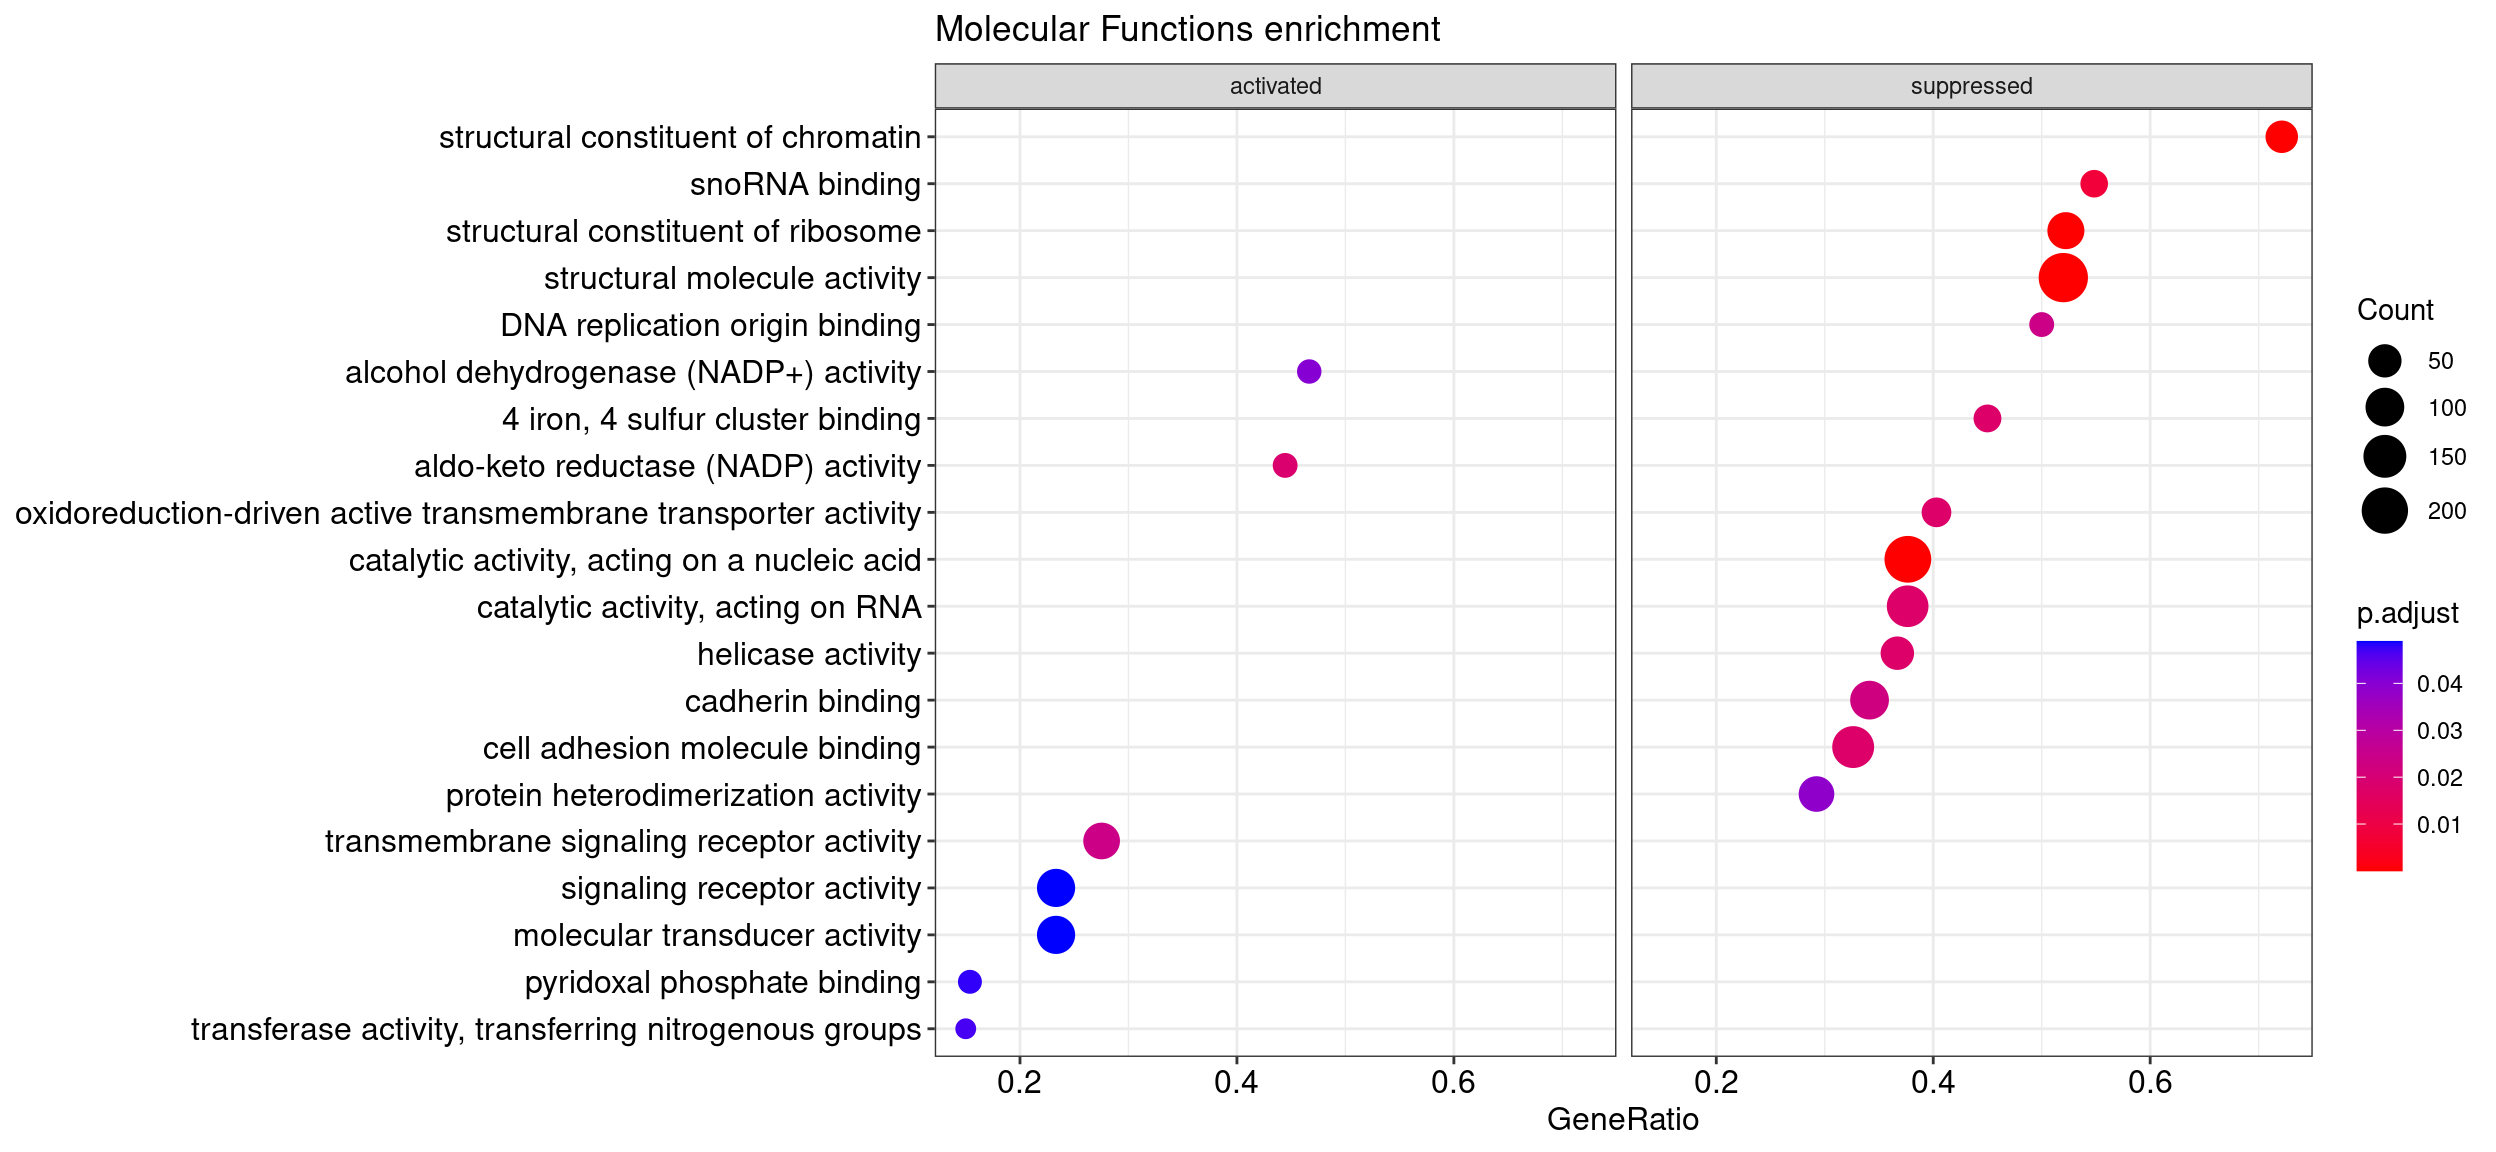 Molecular Functions enrichment
activated
suppressed
structural constituent of chromatin
snoRNA binding
structural constituent of ribosome
structural molecule activity
DNA replication origin binding
alcohol dehydrogenase (NADP+) activity
4 iron, 4 sulfur cluster binding
aldo-keto reductase (NADP) activity
oxidoreduction-driven active transmembrane transporter activity
catalytic activity, acting on a nucleic acid
catalytic activity, acting on RNA
helicase activity
cadherin binding
cell adhesion molecule binding
protein heterodimerization activity
transmembrane signaling receptor activity
signaling receptor activity
molecular transducer activity
pyridoxal phosphate binding
transferase activity, transferring nitrogenous groups
0.2 0.4 0.6
0.2 0.4 0.6
GeneRatio
Count
50
100
150
200
p.adjust
0.04
0.03
0.02
0.01